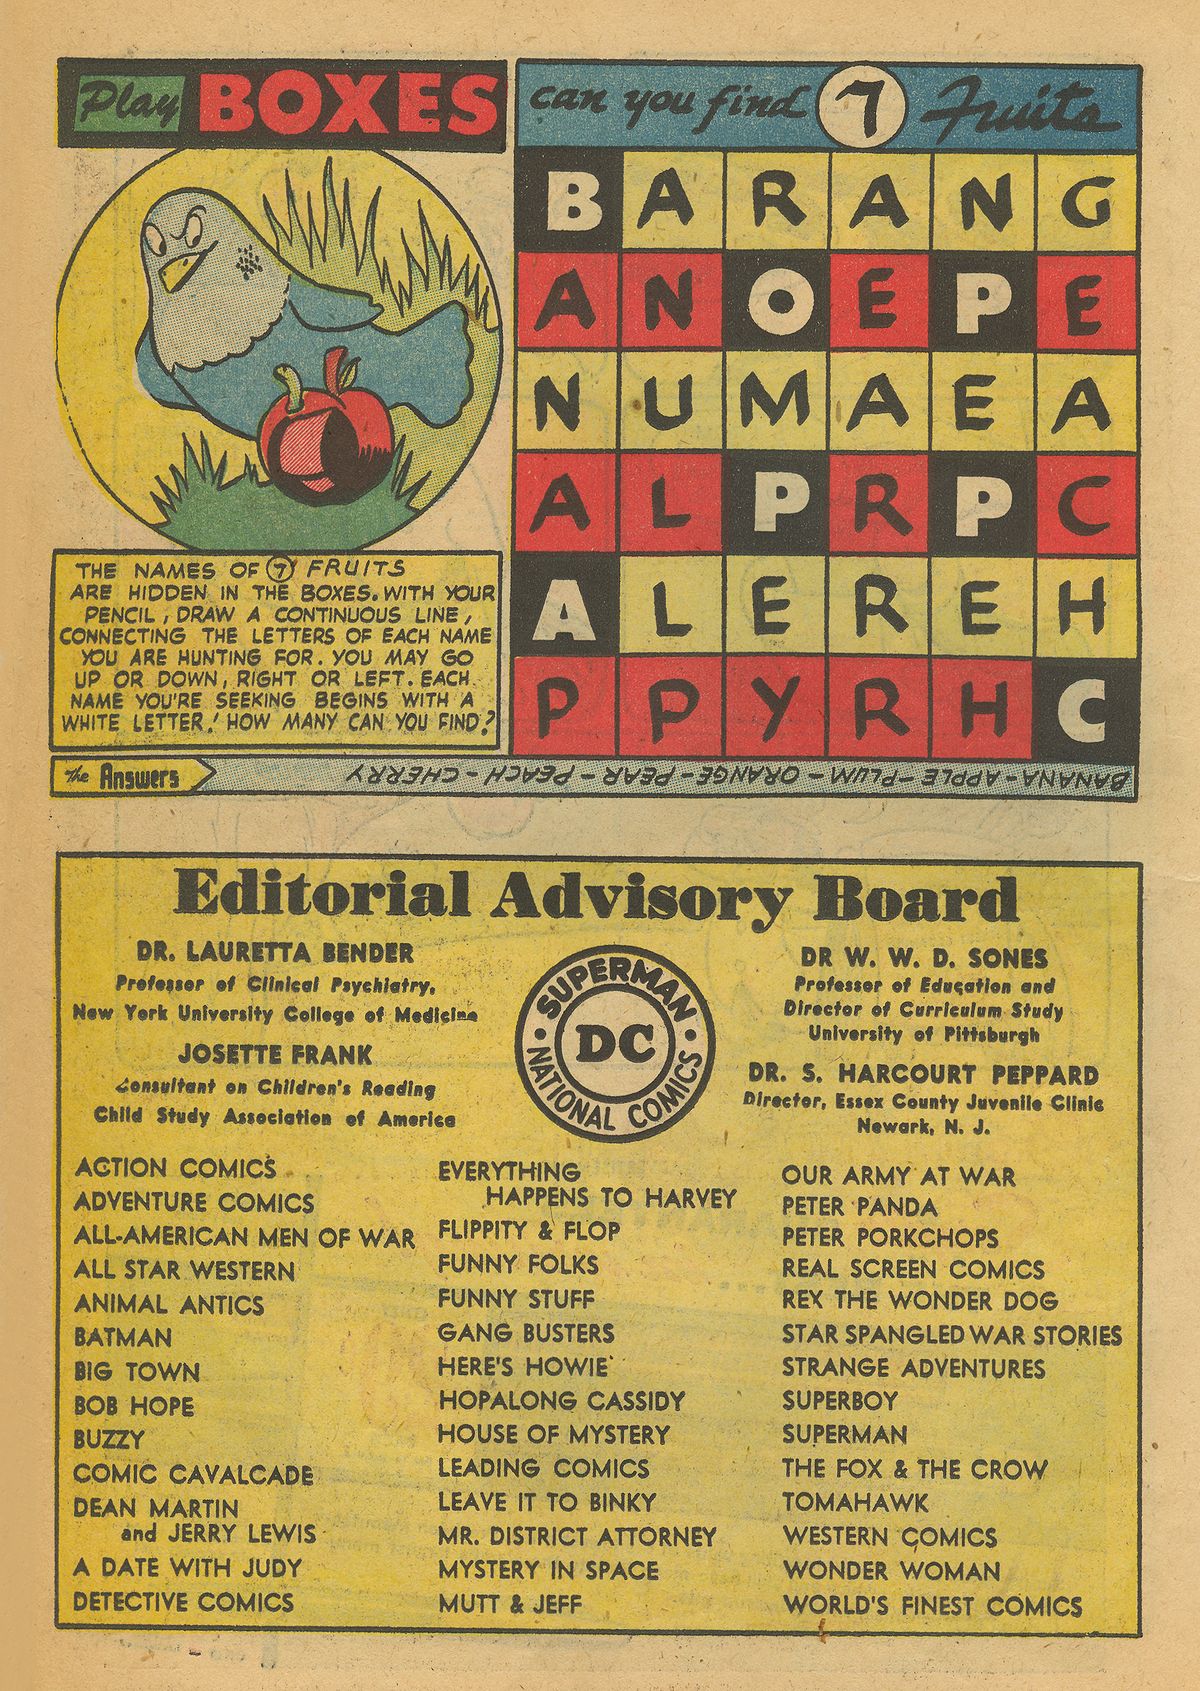 Play BOXES
can you find 7 Fruits
B A R A N G
A N O E P E
N U M A E A
A L P R P C
A L E R E H
P P Y R H C
THE NAMES OF 7 FRUITS
ARE HIDDEN IN THE BOXES. WITH YOUR
PENCIL, DRAW A CONTINUOUS LINE,
CONNECTING THE LETTERS OF EACH NAME
YOU ARE HUNTING FOR. YOU MAY GO
UP OR DOWN, RIGHT OR LEFT. EACH
NAME YOU'RE SEEKING BEGINS WITH A
WHITE LETTER! HOW MANY CAN YOU FIND?
The Answers
BANANA - APPLE - PLUM - ORANGE - PEAR - PEACH - CHERRY
Editorial Advisory Board
DR. LAURETTA BENDER
Professor of Clinical Psychiatry,
New York University College of Medicine
JOSETTE FRANK
Consultant on Children's Reading
Child Study Association of America
SUPERMAN
DC
NATIONAL COMICS
DR W. W. D. SONES
Professor of Education and
Director of Curriculum Study
University of Pittsburgh
DR. S. HARCOURT PEPPARD
Director, Essex County Juvenile Clinic
Newark, N. J.
ACTION COMICS
ADVENTURE COMICS
ALL-AMERICAN MEN OF WAR
ALL STAR WESTERN
ANIMAL ANTICS
BATMAN
BIG TOWN
BOB HOPE
BUZZY
COMIC CAVALCADE
DEAN MARTIN
and JERRY LEWIS
A DATE WITH JUDY
DETECTIVE COMICS
EVERYTHING
HAPPENS TO HARVEY
FLIPPITY & FLOP
FUNNY FOLKS
FUNNY STUFF
GANG BUSTERS
HERE'S HOWIE
HOPALONG CASSIDY
HOUSE OF MYSTERY
LEADING COMICS
LEAVE IT TO BINKY
MR. DISTRICT ATTORNEY
MYSTERY IN SPACE
MUTT & JEFF
OUR ARMY AT WAR
PETER PANDA
PETER PORKCHOPS
REAL SCREEN COMICS
REX THE WONDER DOG
STAR SPANGLED WAR STORIES
STRANGE ADVENTURES
SUPERBOY
SUPERMAN
THE FOX & THE CROW
TOMAHAWK
WESTERN COMICS
WONDER WOMAN
WORLD'S FINEST COMICS